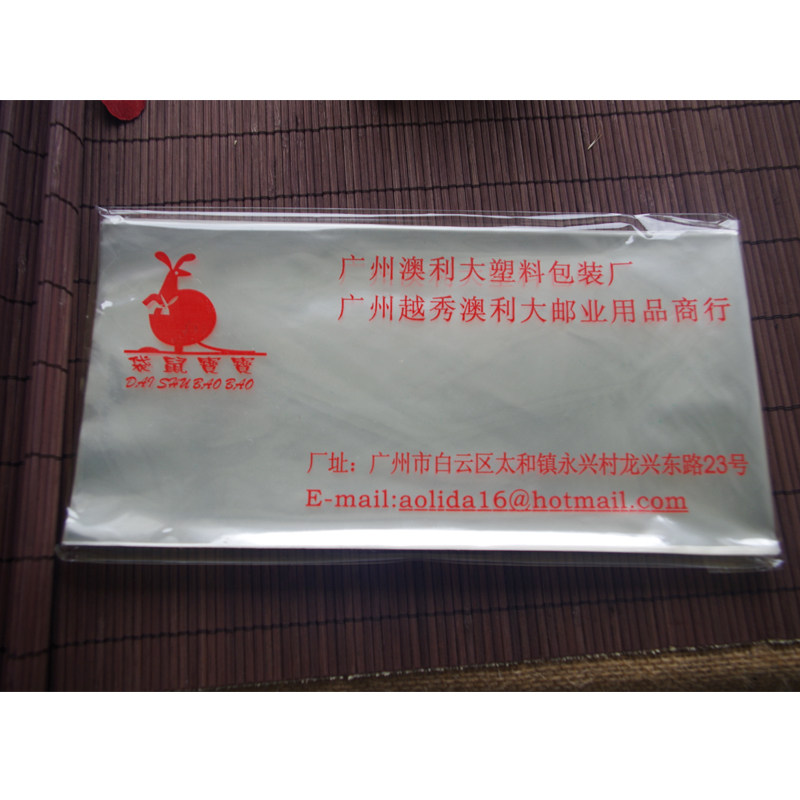 广州澳利大塑料包装厂
广州越秀澳利大邮业用品商行
袋鼠寳寳
DAI SHU BAO BAO
厂址：广州市白云区太和镇永兴村龙兴东路23号
E-mail:aolida16@hotmail.com